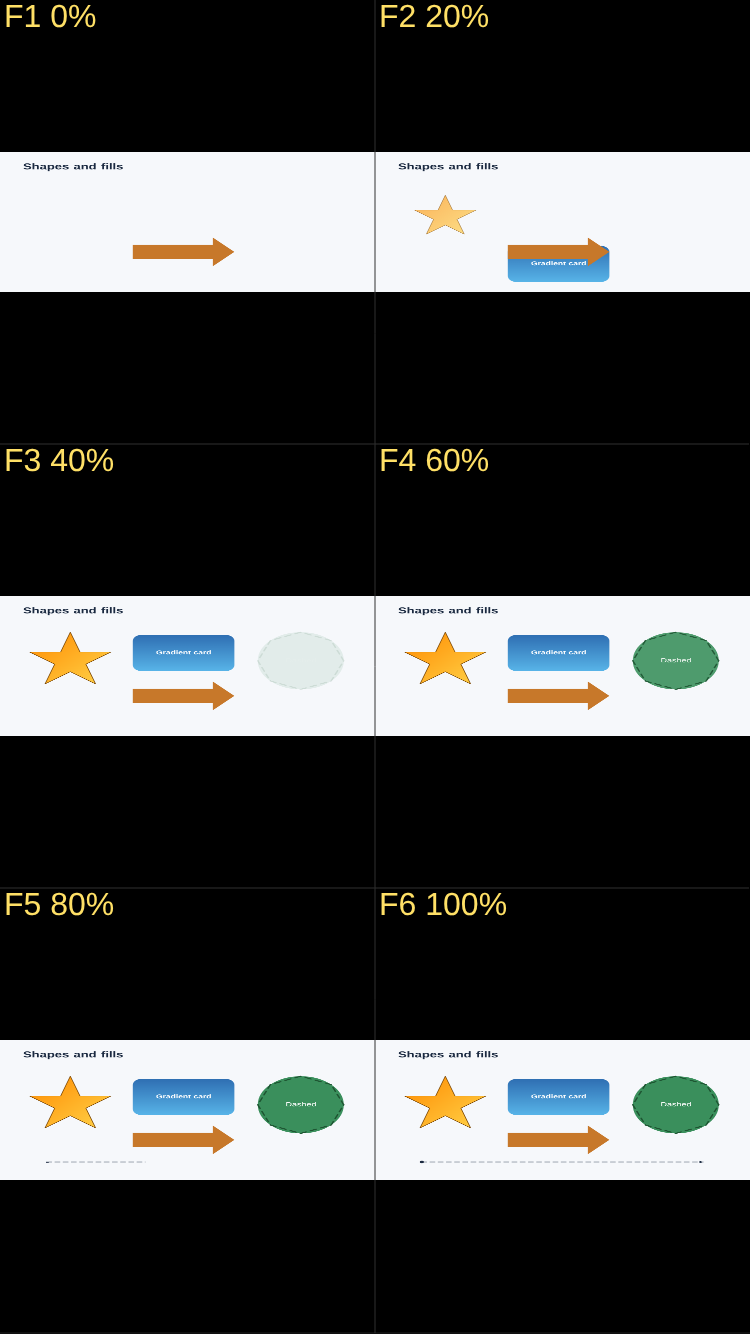 F1 0%
F2 20%
Shapes and fills
Shapes and fills
Gradient card
F3 40%
F4 60%
Shapes and fills
Shapes and fills
Gradient card
Gradient card
Dashed
F5 80%
F6 100%
Shapes and fills
Shapes and fills
Gradient card
Dashed
Gradient card
Dashed